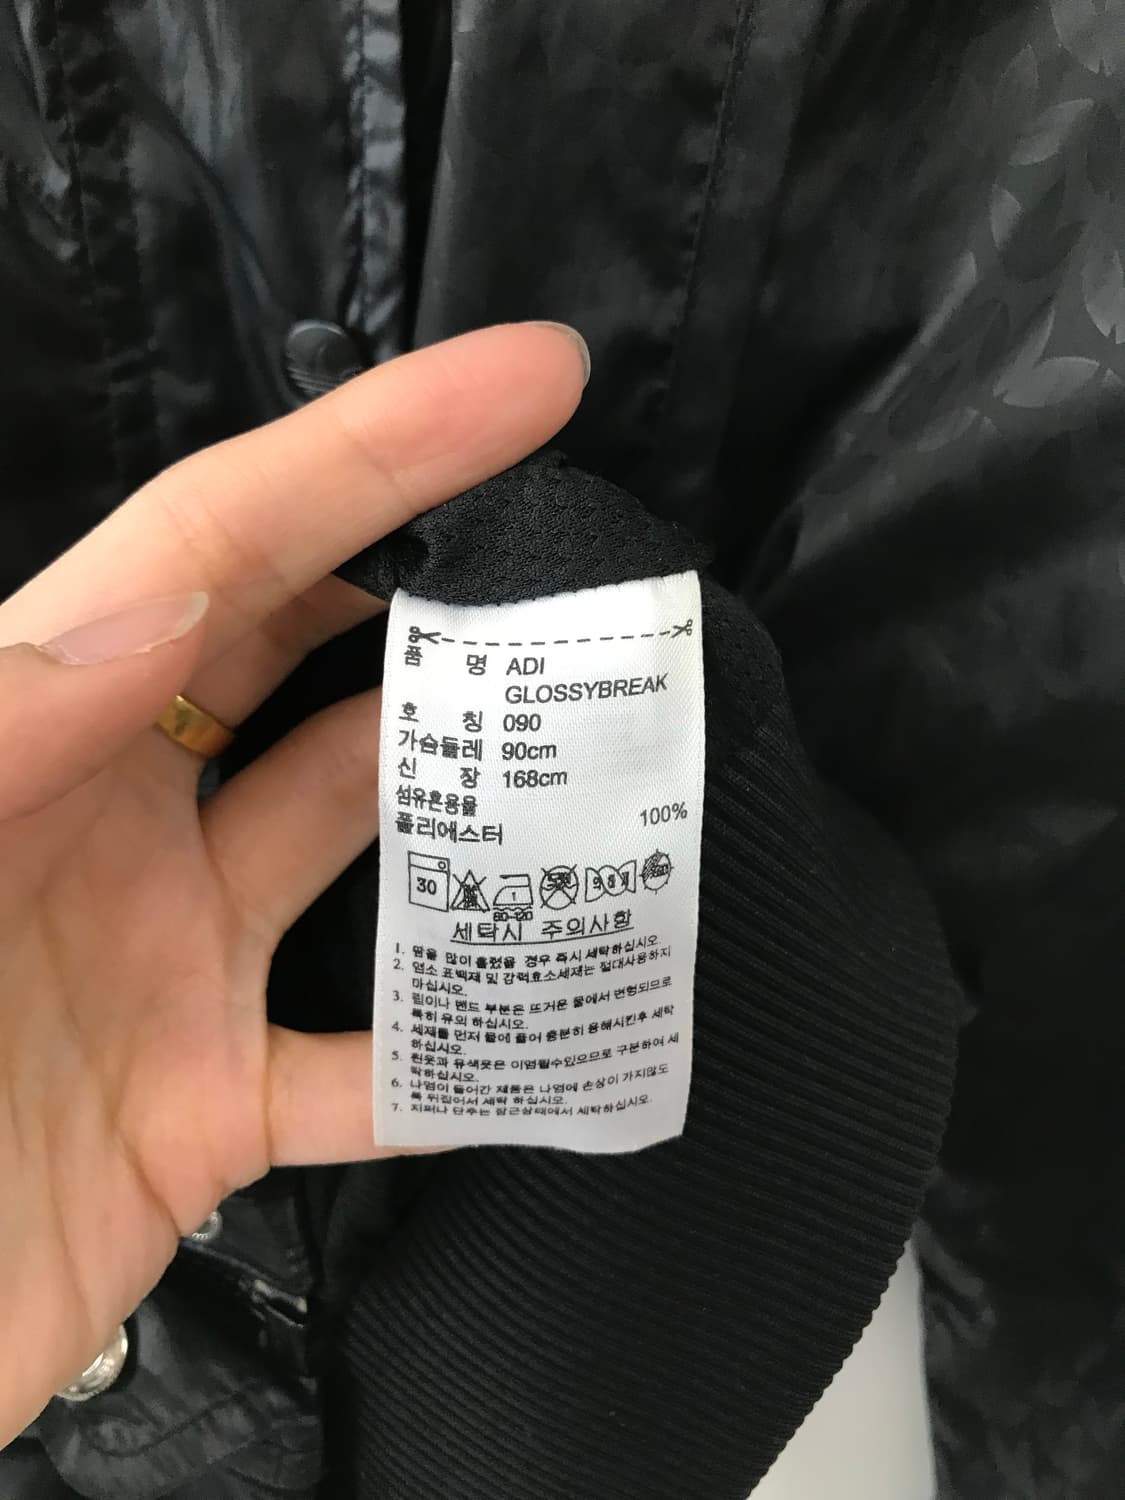 품 명 ADI
GLOSSYBREAK
호 칭 090
가슴둘레 90cm
신 장 168cm
섬유혼용율
폴리에스터 100%
30
80-120
세탁시 주의사항
1. 땀을 많이 흘렸을 경우 즉시 세탁하십시오.
2. 염소 표백제 및 강력효소세제는 절대사용하지
마십시오.
3. 립이나 밴드 부분은 뜨거운 물에서 변형되므로
특히 유의 하십시오.
4. 세제를 먼저 물에 풀어 충분히 용해시킨후 세탁
하십시오.
5. 흰옷과 유색옷은 이염될수있으므로 구분하여 세
탁하십시오.
6. 나염이 들어간 제품은 나염에 손상이 가지않도
록 뒤집어서 세탁 하십시오.
7. 지퍼나 단추는 잠근상태에서 세탁하십시오.